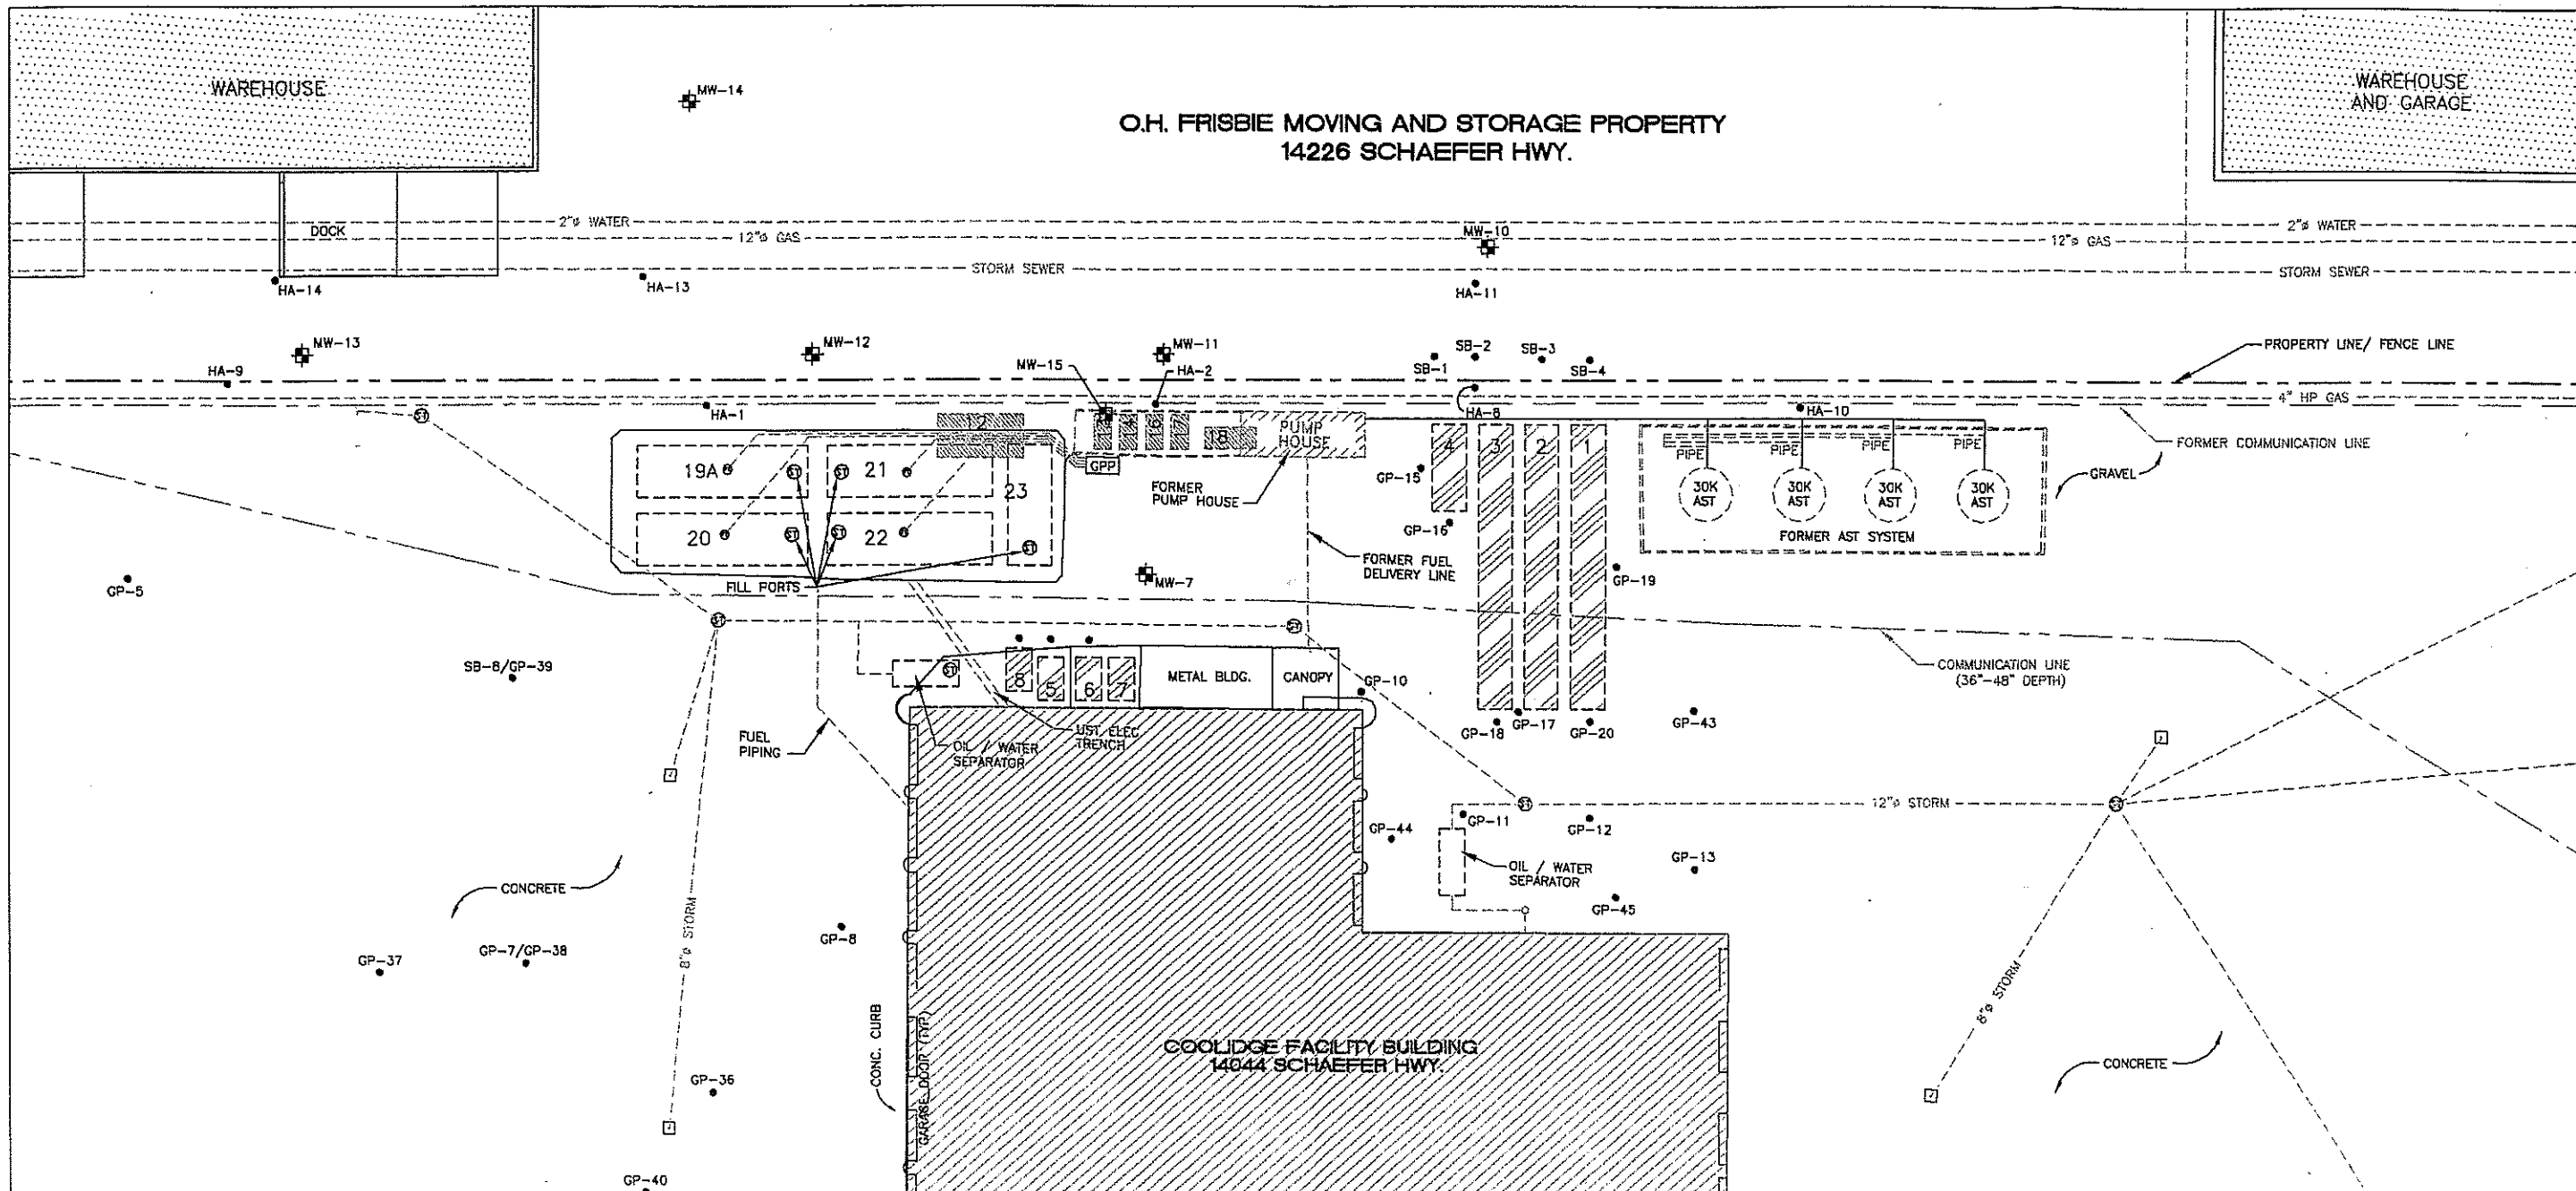 WAREHOUSE
MW-14
O.H. FRISBIE MOVING AND STORAGE PROPERTY
14226 SCHAEFER HWY.
WAREHOUSE
AND GARAGE
DOCK
2"ø WATER
12"ø GAS
MW-10
2"ø WATER
12"ø GAS
STORM SEWER
STORM SEWER
HA-14
HA-13
HA-11
MW-13
MW-12
MW-11
SB-1
SB-2
SB-3
SB-4
PROPERTY LINE/ FENCE LINE
HA-9
MW-15
HA-2
HA-1
HA-8
HA-10
4" HP GAS
FORMER COMMUNICATION LINE
12
18
PUMP
HOUSE
GPP
4
3
2
1
PIPE
PIPE
PIPE
PIPE
19A
21
23
GP-15
GRAVEL
FORMER
PUMP HOUSE
30K
AST
30K
AST
30K
AST
30K
AST
20
22
GP-16
FORMER AST SYSTEM
FORMER FUEL
DELIVERY LINE
FILL PORTS
MW-7
GP-5
GP-19
SB-8/GP-39
8
5
6
7
METAL BLDG.
CANOPY
GP-10
COMMUNICATION LINE
(36"-48" DEPTH)
FUEL
PIPING
OIL / WATER
SEPARATOR
UST ELEC
TRENCH
GP-18
GP-17
GP-20
GP-43
12"ø STORM
GP-44
GP-11
GP-12
GP-13
OIL / WATER
SEPARATOR
GP-45
CONCRETE
8"ø STORM
GP-8
GP-37
GP-7/GP-38
8"ø STORM
CONC. CURB
GARAGE DOOR (TYP)
COOLIDGE FACILITY BUILDING
14044 SCHAEFER HWY.
CONCRETE
GP-36
GP-40